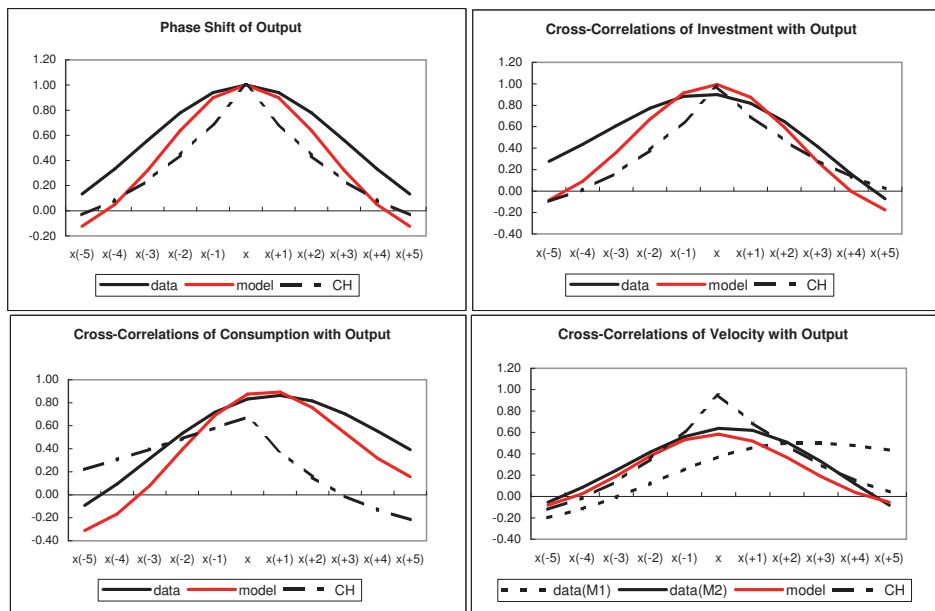 Phase Shift of Output
1.20
1.00
0.80
0.60
0.40
0.20
0.00
-0.20
x(-5) x(-4) x(-3) x(-2) x(-1) x x(+1) x(+2) x(+3) x(+4) x(+5)
data model CH
Cross-Correlations of Investment with Output
1.20
1.00
0.80
0.60
0.40
0.20
0.00
-0.20
-0.40
x(-5) x(-4) x(-3) x(-2) x(-1) x x(+1) x(+2) x(+3) x(+4) x(+5)
data model CH
Cross-Correlations of Consumption with Output
1.00
0.80
0.60
0.40
0.20
0.00
-0.20
-0.40
x(-5) x(-4) x(-3) x(-2) x(-1) x x(+1) x(+2) x(+3) x(+4) x(+5)
data model CH
Cross-Correlations of Velocity with Output
1.20
1.00
0.80
0.60
0.40
0.20
0.00
-0.20
-0.40
x(-5) x(-4) x(-3) x(-2) x(-1) x x(+1) x(+2) x(+3) x(+4) x(+5)
data(M1) data(M2) model CH